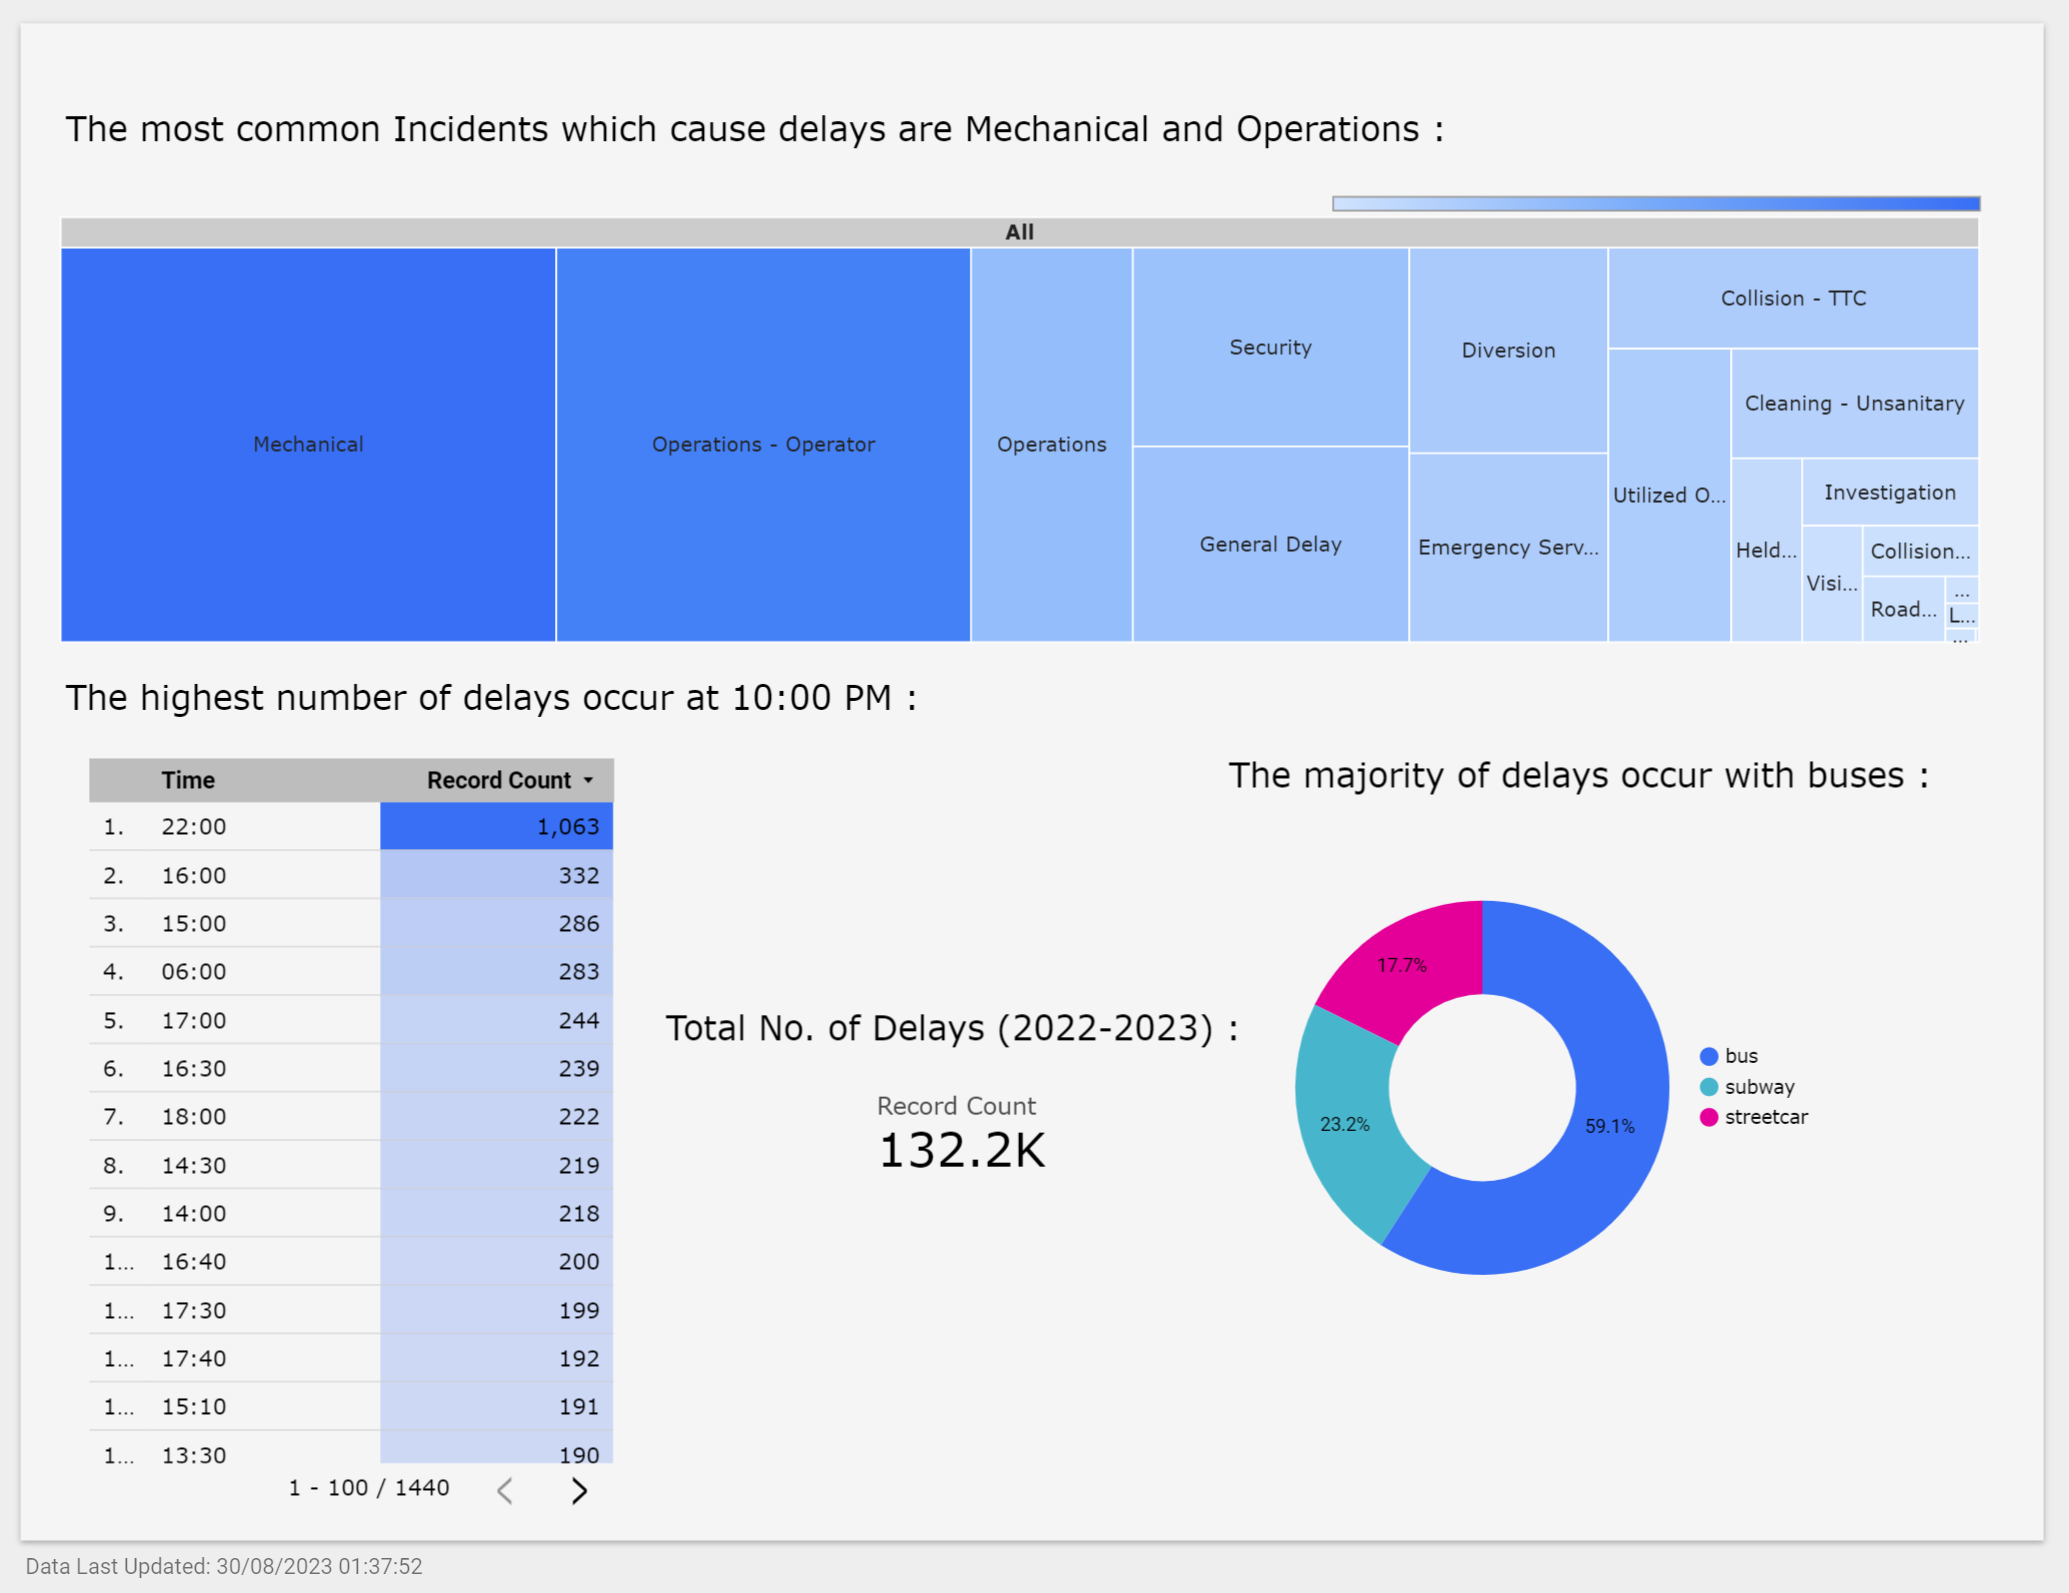 The most common Incidents which cause delays are Mechanical and Operations :
All
Mechanical
Operations - Operator
Operations
Security
General Delay
Diversion
Emergency Serv...
Collision - TTC
Utilized O...
Cleaning - Unsanitary
Held...
Investigation
Visi...
Collision...
Road...
...
L...
...
The highest number of delays occur at 10:00 PM :
Time Record Count
1. 22:00 1,063
2. 16:00 332
3. 15:00 286
4. 06:00 283
5. 17:00 244
6. 16:30 239
7. 18:00 222
8. 14:30 219
9. 14:00 218
1... 16:40 200
1... 17:30 199
1... 17:40 192
1... 15:10 191
1... 13:30 190
1 - 100 / 1440
Total No. of Delays (2022-2023) :
Record Count
132.2K
The majority of delays occur with buses :
17.7%
23.2%
59.1%
bus
subway
streetcar
Data Last Updated: 30/08/2023 01:37:52